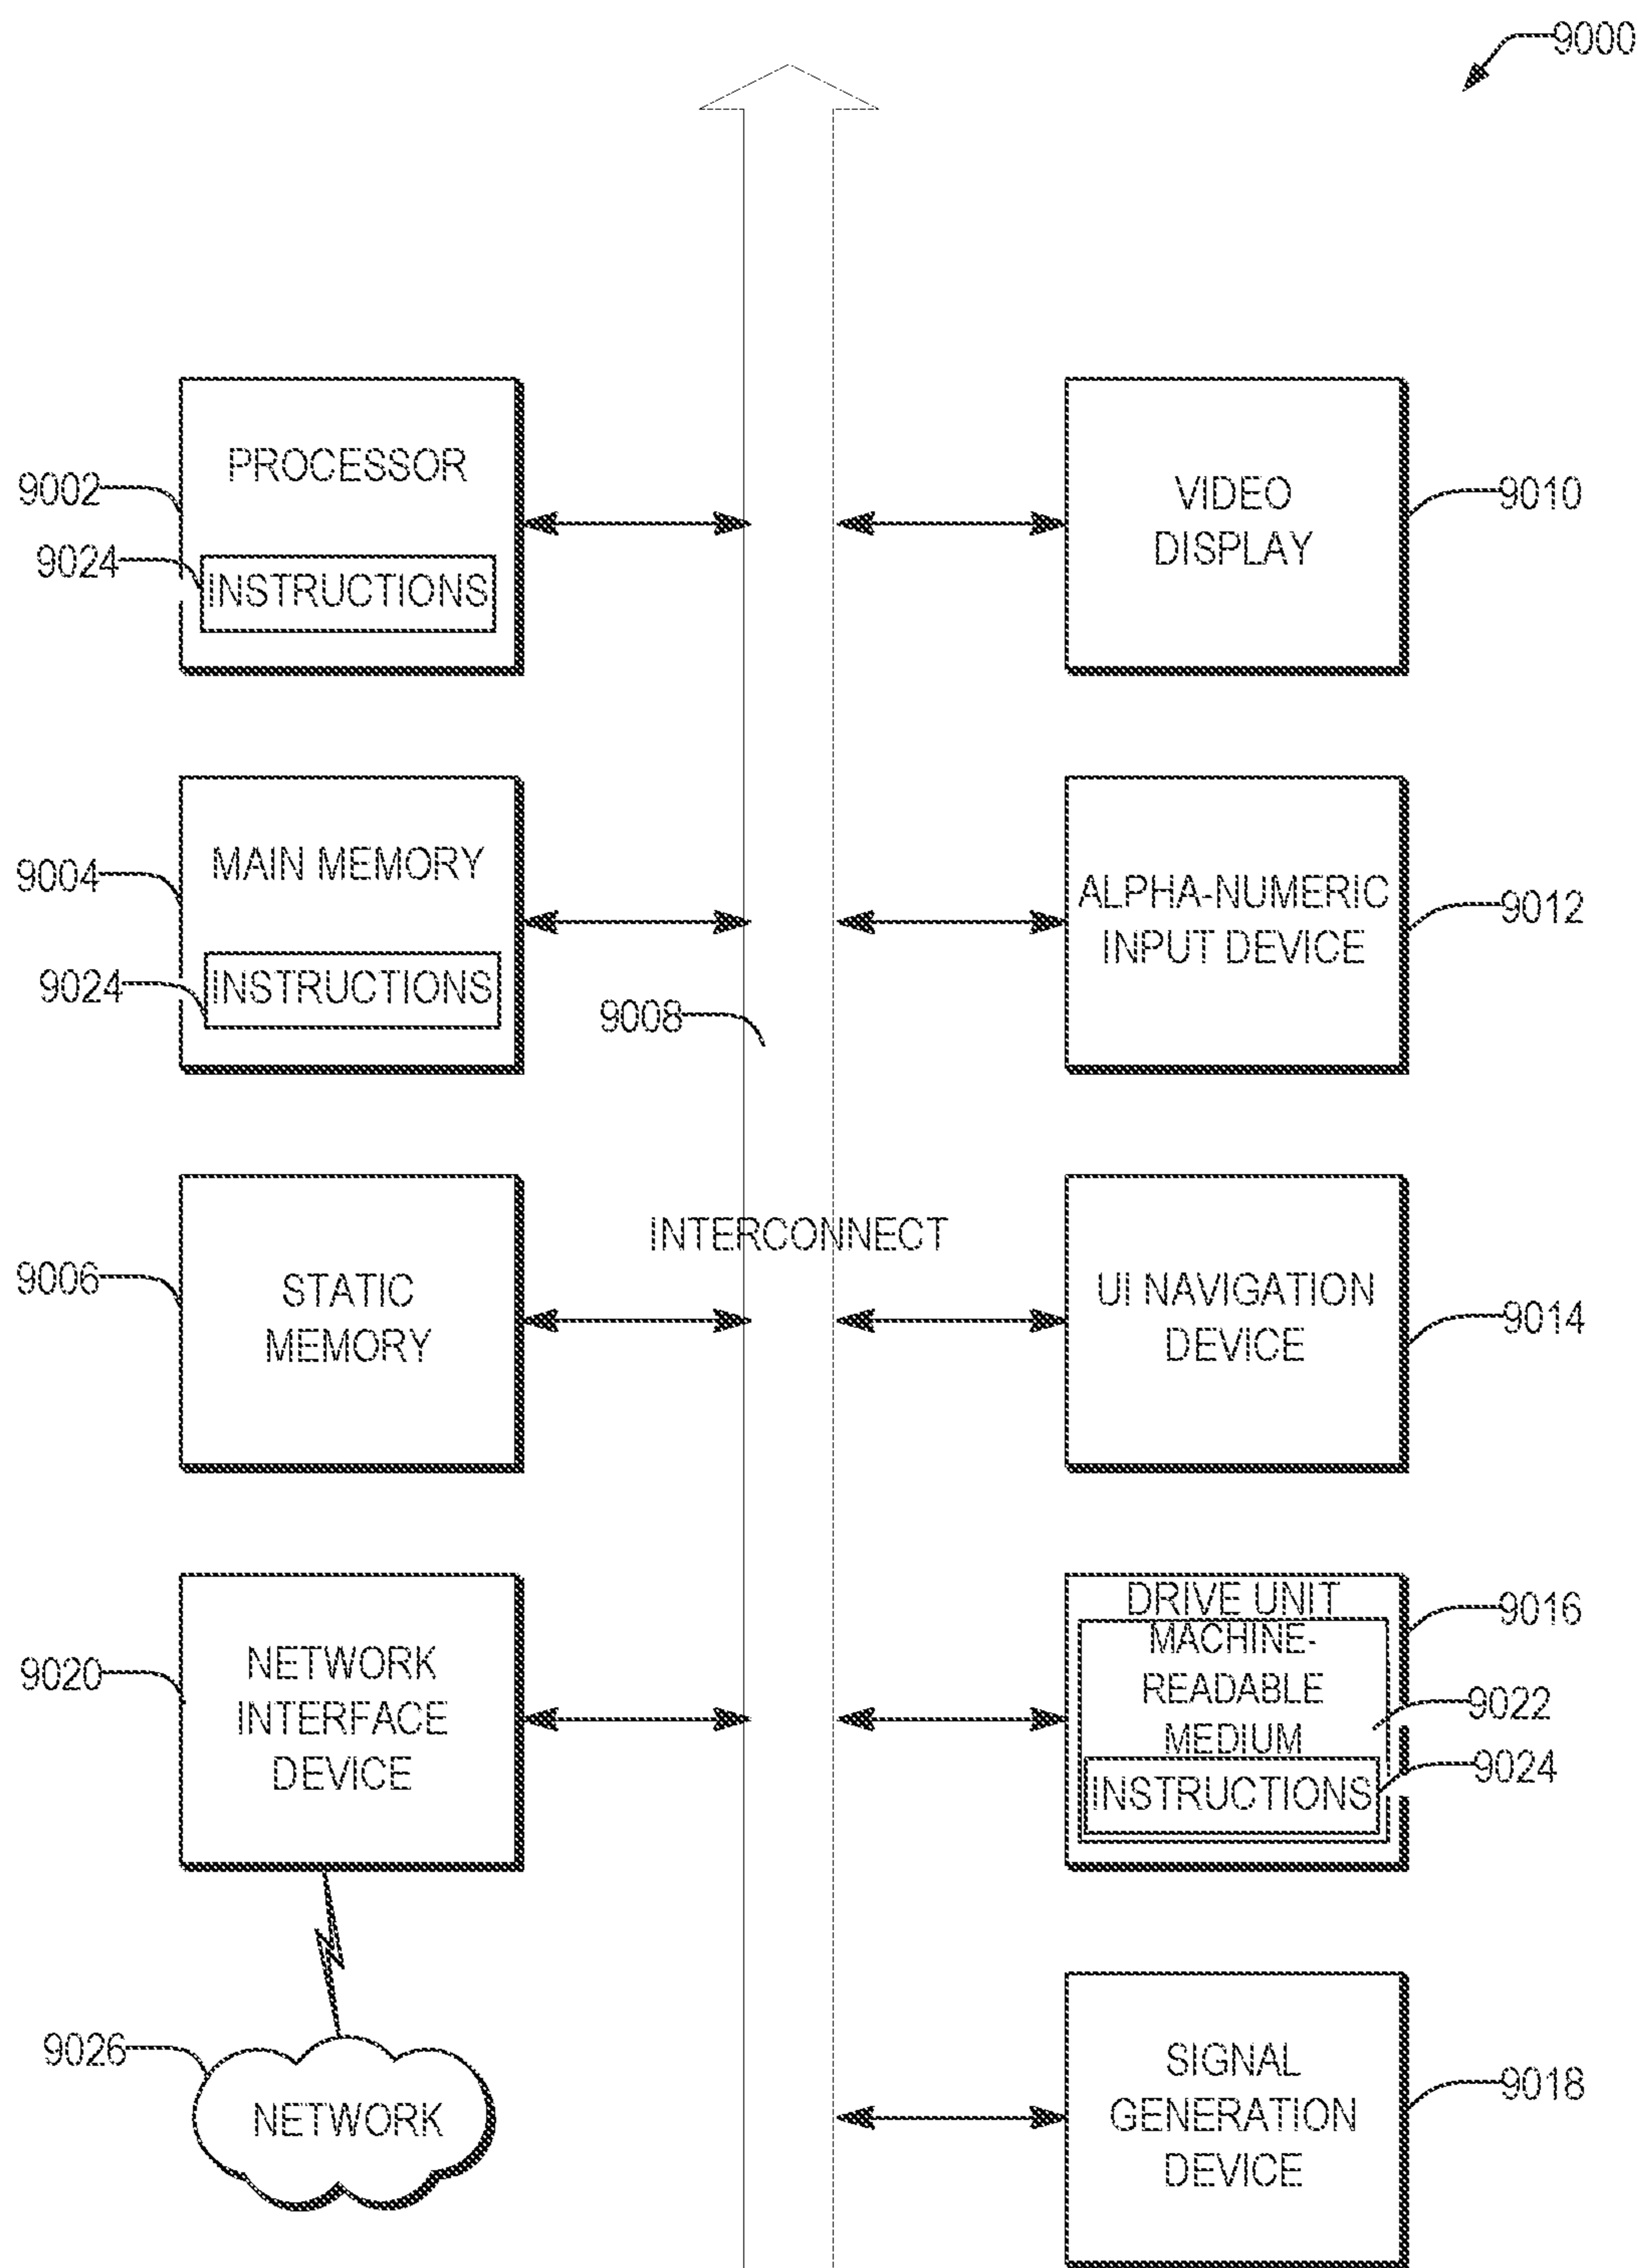 9000
PROCESSOR
9002
9024
INSTRUCTIONS
VIDEO
DISPLAY
9010
MAIN MEMORY
9004
9024
INSTRUCTIONS
9008
ALPHA-NUMERIC
INPUT DEVICE
9012
INTERCONNECT
9006
STATIC
MEMORY
UI NAVIGATION
DEVICE
9014
9020
NETWORK
INTERFACE
DEVICE
DRIVE UNIT
9016
MACHINE-
READABLE
MEDIUM
9022
INSTRUCTIONS
9024
9026
NETWORK
SIGNAL
GENERATION
DEVICE
9018